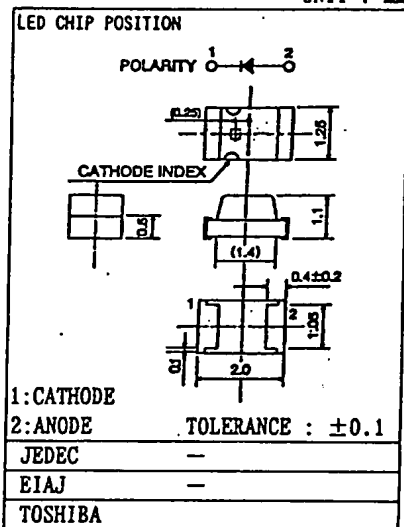 LED CHIP POSITION
POLARITY 1 2
(0.25)
1.25
CATHODE INDEX
1.1
(1.4)
0.4±0.2
1 2
1.05
0.1
2.0
1:CATHODE
2:ANODE TOLERANCE : ±0.1
JEDEC —
EIAJ —
TOSHIBA